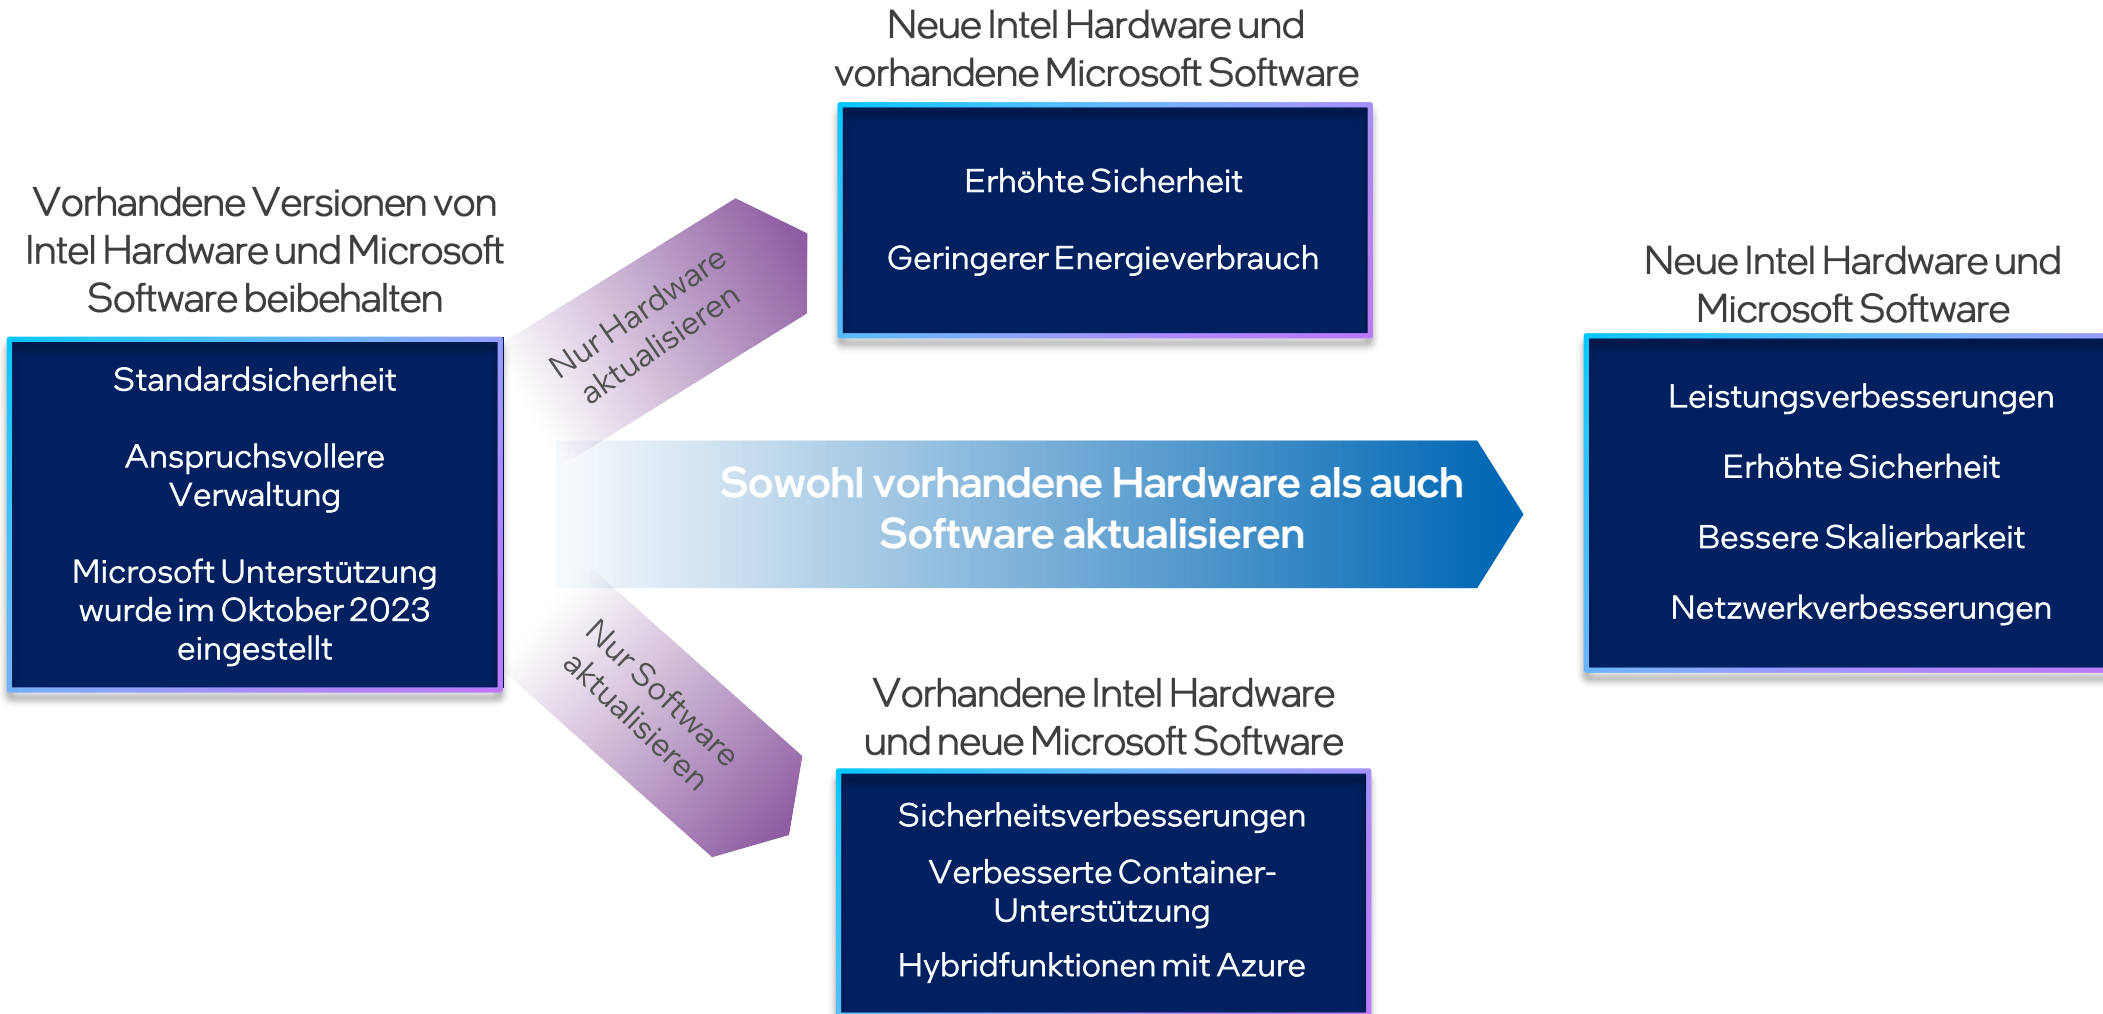 Neue Intel Hardware und
vorhandene Microsoft Software
Erhöhte Sicherheit
Geringerer Energieverbrauch
Vorhandene Versionen von
Intel Hardware und Microsoft
Software beibehalten
Standardsicherheit
Anspruchsvollere
Verwaltung
Microsoft Unterstützung
wurde im Oktober 2023
eingestellt
Nur Hardware
aktualisieren
Sowohl vorhandene Hardware als auch
Software aktualisieren
Nur Software
aktualisieren
Neue Intel Hardware und
Microsoft Software
Leistungsverbesserungen
Erhöhte Sicherheit
Bessere Skalierbarkeit
Netzwerkverbesserungen
Vorhandene Intel Hardware
und neue Microsoft Software
Sicherheitsverbesserungen
Verbesserte Container-
Unterstützung
Hybridfunktionen mit Azure